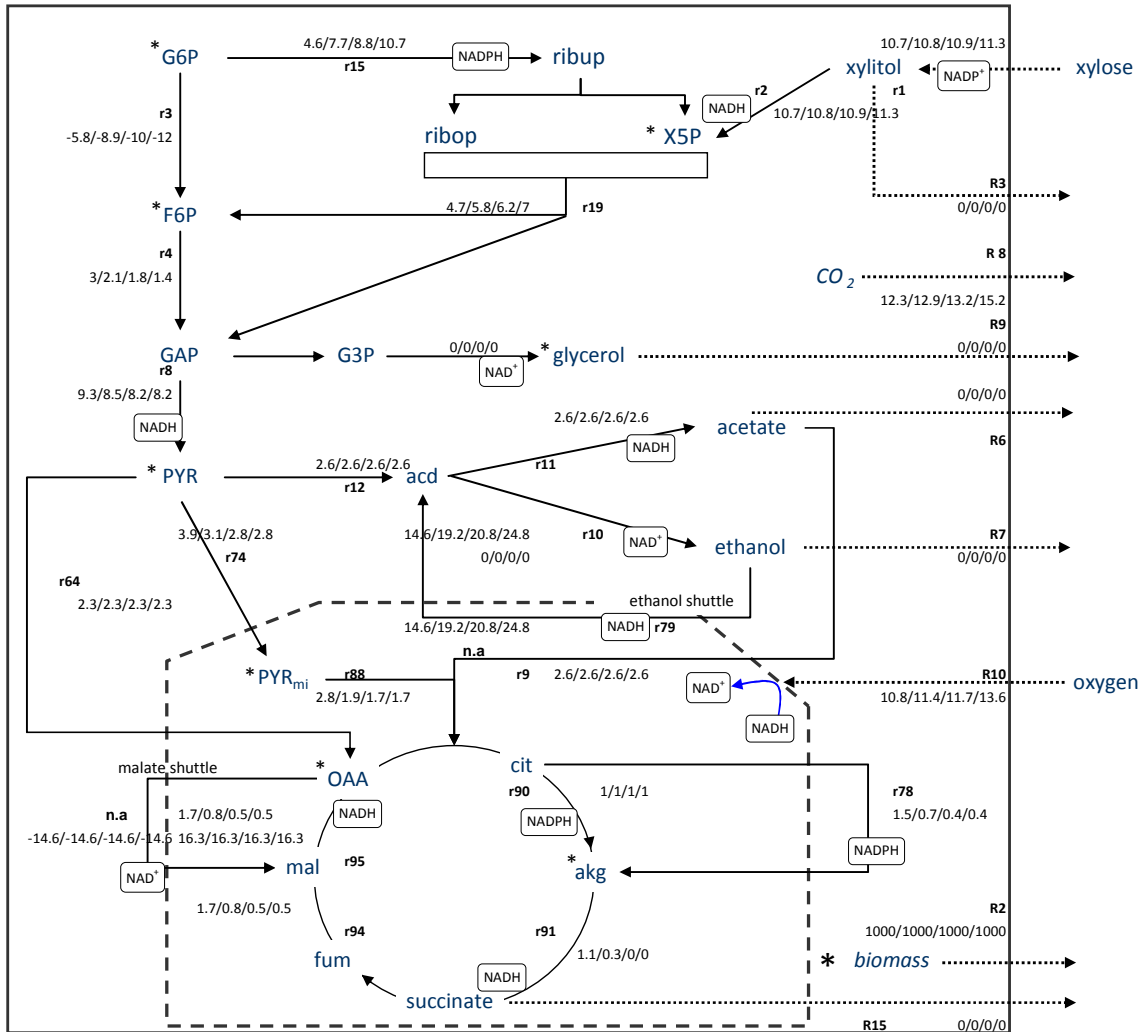 4.6/7.7/8.8/10.7
10.7/10.8/10.9/11.3
* G6P
NADPH
ribup
xylitol
NADP+
xylose
r15
r1
r2
NADH
r3
10.7/10.8/10.9/11.3
-5.8/-8.9/-10/-12
ribop
* X5P
R3
0/0/0/0
*F6P
4.7/5.8/6.2/7
r19
r4
R 8
3/2.1/1.8/1.4
CO 2
12.3/12.9/13.2/15.2
R9
GAP
G3P
0/0/0/0
* glycerol
0/0/0/0
r8
NAD+
9.3/8.5/8.2/8.2
0/0/0/0
NADH
2.6/2.6/2.6/2.6
acetate
NADH
R6
* PYR
2.6/2.6/2.6/2.6
acd
r11
r12
3.9/3.1/2.8/2.8
14.6/19.2/20.8/24.8
r10
NAD+
R7
r74
0/0/0/0
ethanol
0/0/0/0
r64
2.3/2.3/2.3/2.3
ethanol shuttle
14.6/19.2/20.8/24.8
NADH
r79
n.a
*PYRmi
r88
r9
2.6/2.6/2.6/2.6
NAD+
R10
oxygen
2.8/1.9/1.7/1.7
10.8/11.4/11.7/13.6
NADH
malate shuttle
* OAA
cit
r90
1/1/1/1
r78
n.a
1.7/0.8/0.5/0.5
NADH
NADPH
1.5/0.7/0.4/0.4
-14.6/-14.6/-14.6/-14.6
16.3/16.3/16.3/16.3
NADPH
NAD+
mal
r95
*akg
1.7/0.8/0.5/0.5
R2
r94
r91
1000/1000/1000/1000
1.1/0.3/0/0
fum
* biomass
NADH
succinate
R15
0/0/0/0